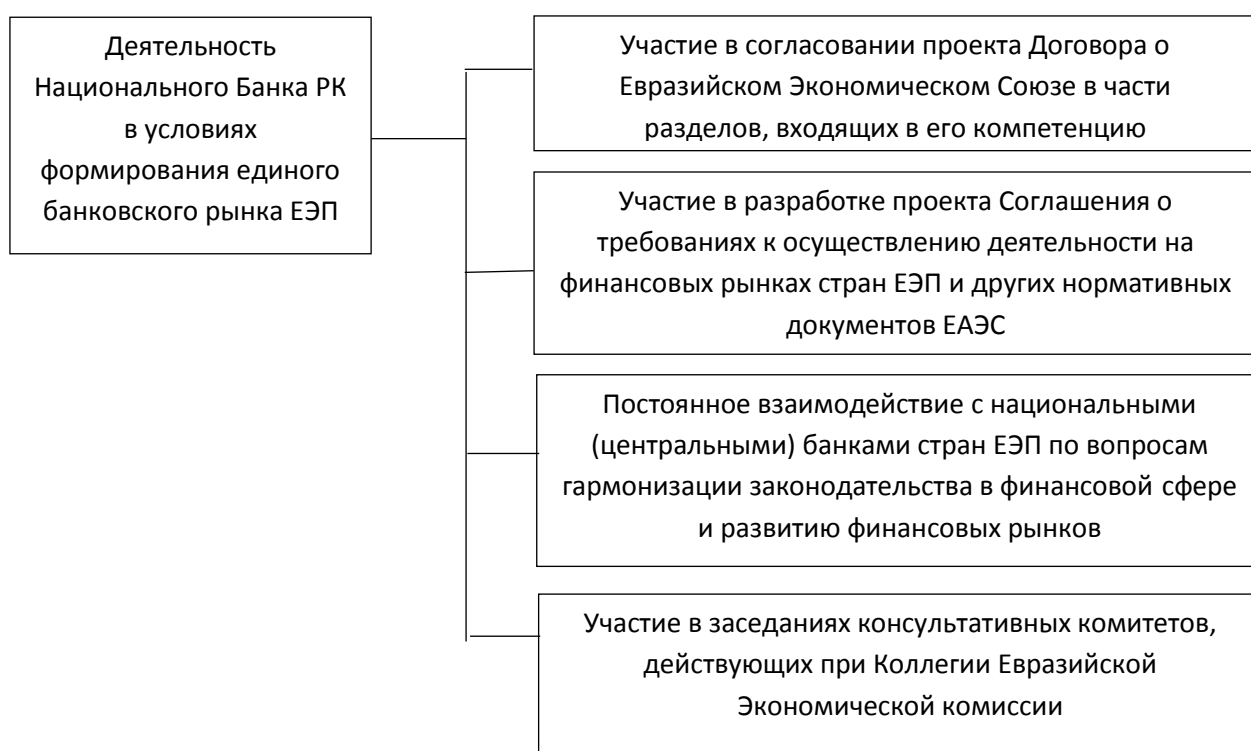 Деятельность
Национального Банка РК
в условиях
формирования единого
банковского рынка ЕЭП
Участие в согласовании проекта Договора о
Евразийском Экономическом Союзе в части
разделов, входящих в его компетенцию
Участие в разработке проекта Соглашения о
требованиях к осуществлению деятельности на
финансовых рынках стран ЕЭП и других нормативных
документов ЕАЭС
Постоянное взаимодействие с национальными
(центральными) банками стран ЕЭП по вопросам
гармонизации законодательства в финансовой сфере
и развитию финансовых рынков
Участие в заседаниях консультативных комитетов,
действующих при Коллегии Евразийской
Экономической комиссии